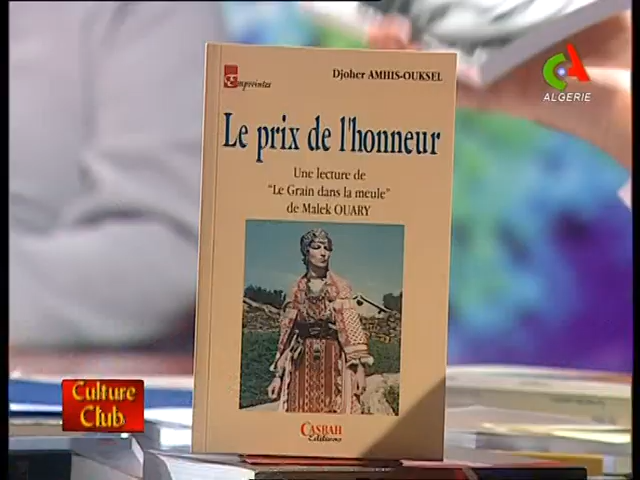 Empreintes
Djoher AMHIS-OUKSEL
Le prix de l'honneur
Une lecture de
"Le Grain dans la meule"
de Malek OUARY
CASBAH
Editions
ALGERIE
Culture
Club